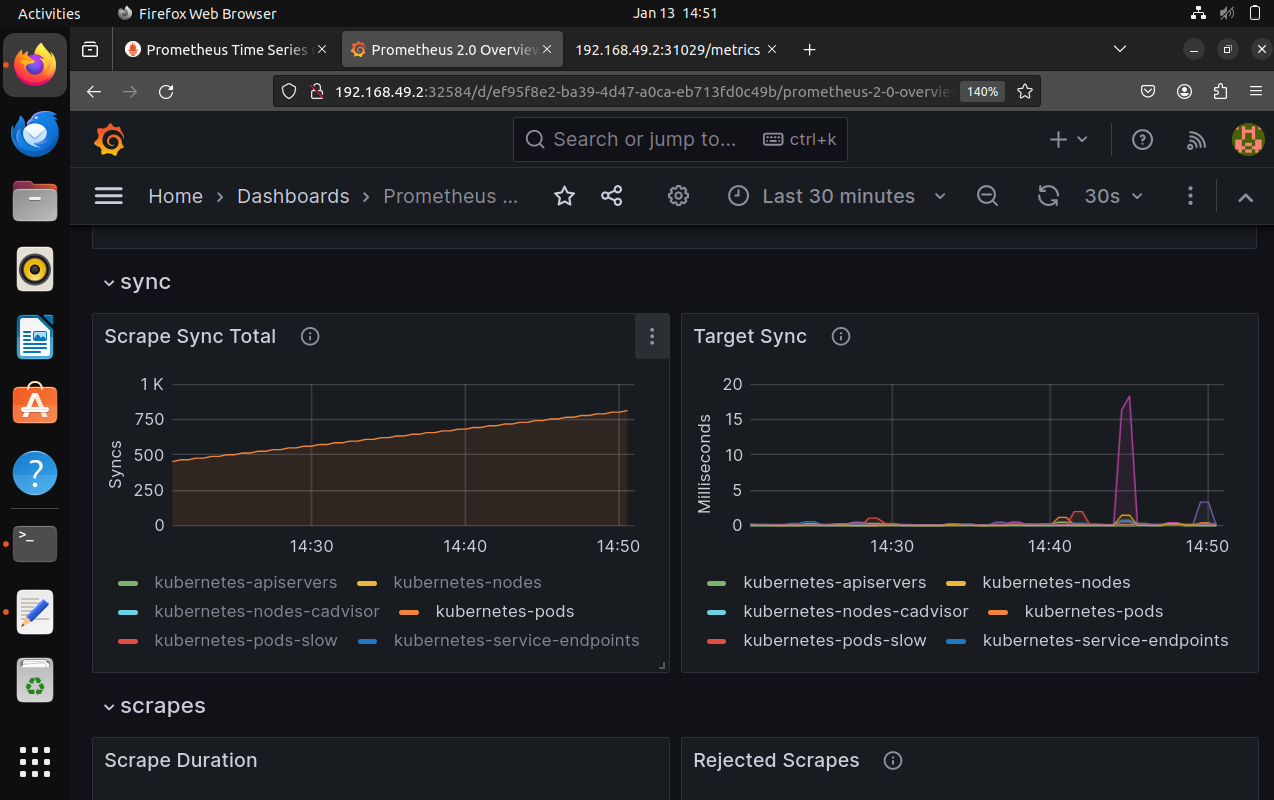 Activities Firefox Web Browser Jan 13 14:51
Prometheus Time Series Prometheus 2.0 Overview 192.168.49.2:31029/metrics
192.168.49.2:32584/d/ef95f8e2-ba39-4d47-a0ca-eb713fd0c49b/prometheus-2-0-overvie 140%
Search or jump to... ctrl+k
Home Dashboards Prometheus ... Last 30 minutes 30s
sync
Scrape Sync Total
1 K
750
500
250
0
Syncs
14:30 14:40 14:50
kubernetes-apiservers kubernetes-nodes
kubernetes-nodes-cadvisor kubernetes-pods
kubernetes-pods-slow kubernetes-service-endpoints
Target Sync
20
15
10
5
0
Milliseconds
14:30 14:40 14:50
kubernetes-apiservers kubernetes-nodes
kubernetes-nodes-cadvisor kubernetes-pods
kubernetes-pods-slow kubernetes-service-endpoints
scrapes
Scrape Duration
Rejected Scrapes